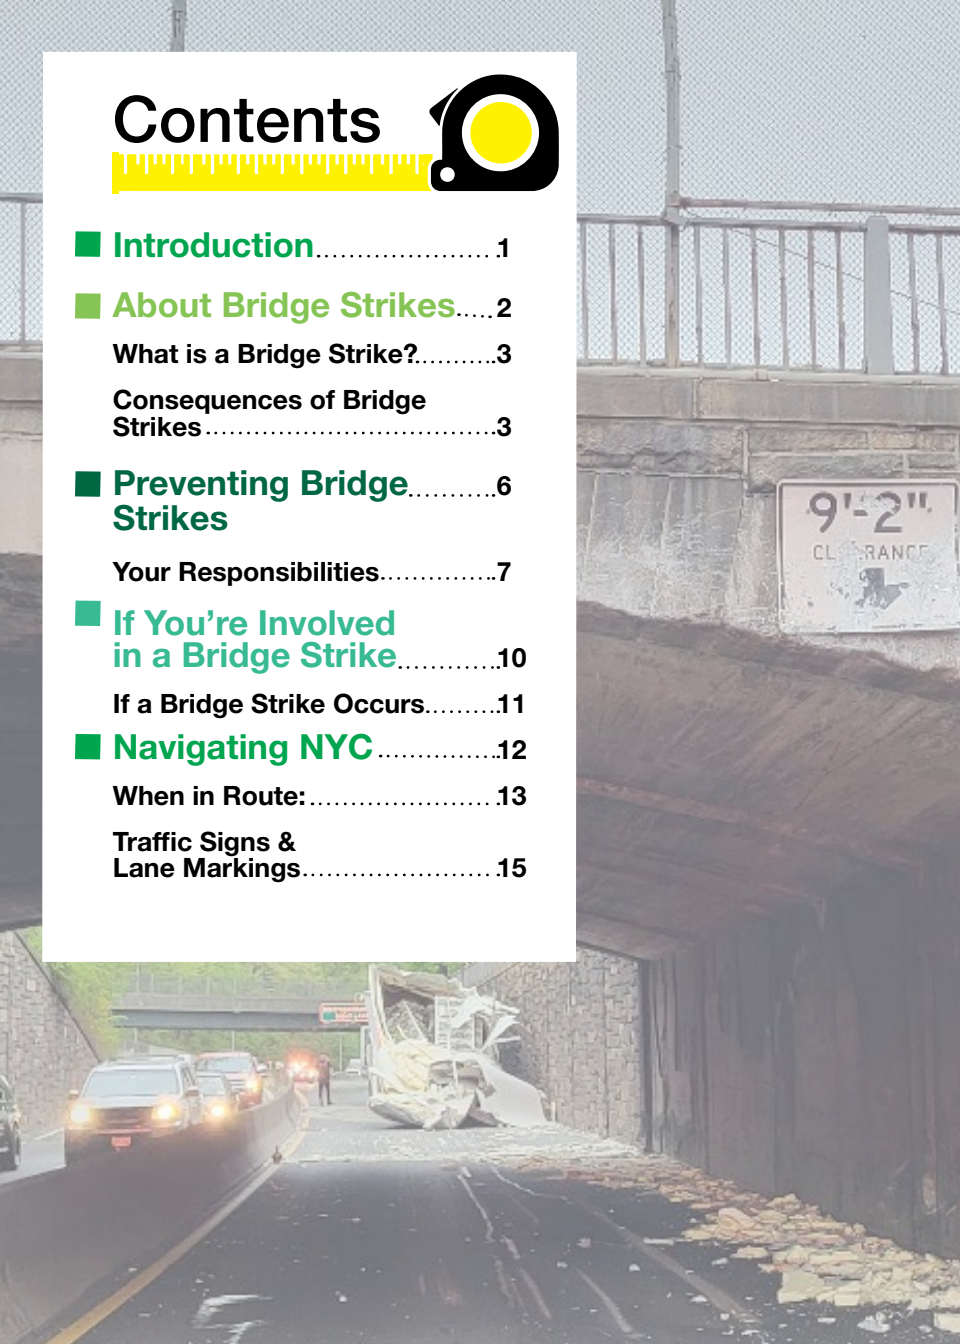 Contents
Introduction 1
About Bridge Strikes 2
What is a Bridge Strike? 3
Consequences of Bridge
Strikes 3
Preventing Bridge 6
Strikes
Your Responsibilities 7
If You’re Involved
in a Bridge Strike 10
If a Bridge Strike Occurs 11
Navigating NYC 12
When in Route: 13
Traffic Signs &
Lane Markings 15
9'-2"